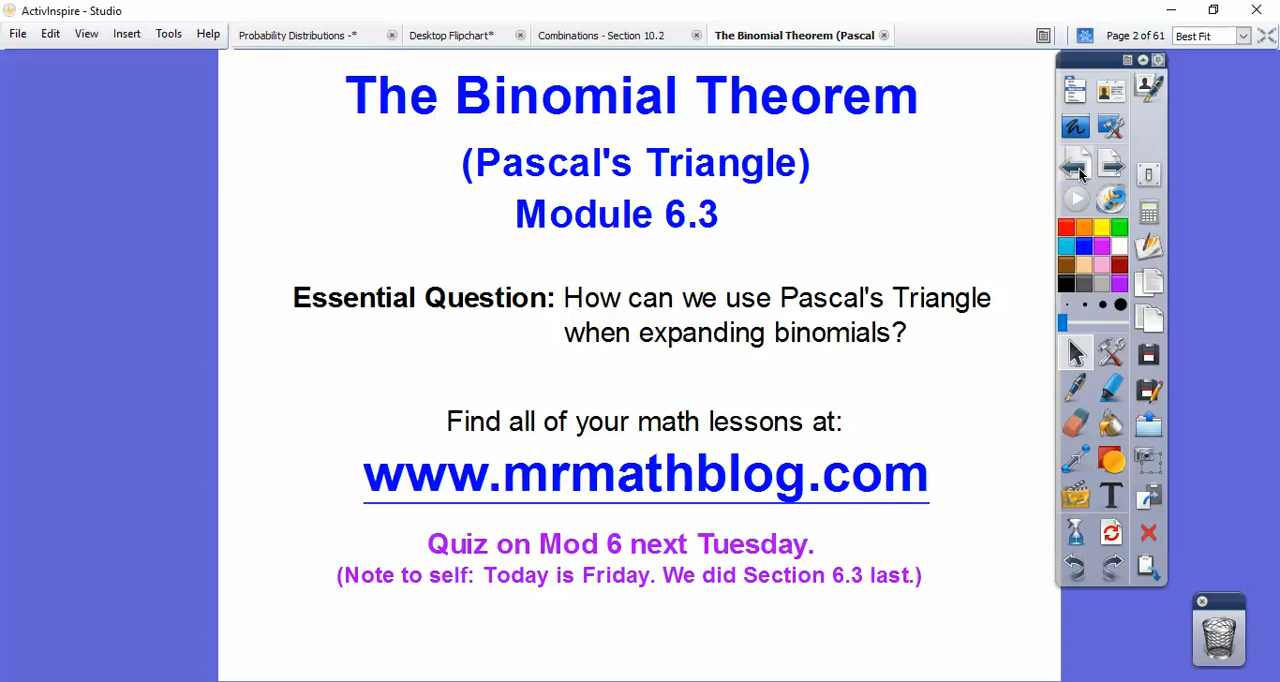 ActivInspire - Studio
File Edit View Insert Tools Help
Probability Distributions -* Desktop Flipchart* Combinations - Section 10.2 The Binomial Theorem (Pascal
Page 2 of 61 Best Fit
The Binomial Theorem
(Pascal's Triangle)
Module 6.3
Essential Question: How can we use Pascal's Triangle
when expanding binomials?
Find all of your math lessons at:
www.mrmathblog.com
Quiz on Mod 6 next Tuesday.
(Note to self: Today is Friday. We did Section 6.3 last.)
T